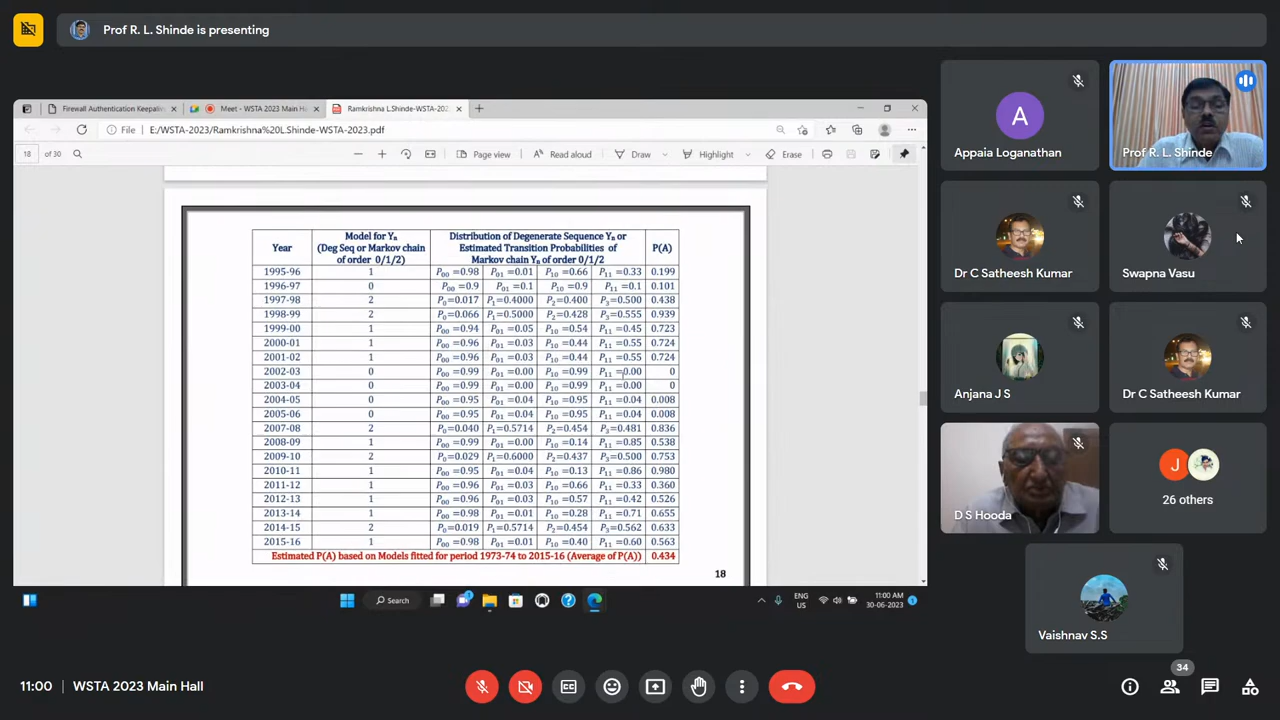 Prof R. L. Shinde is presenting
Firewall Authentication Keepaliv
Meet - WSTA 2023 Main Ha
Ramkrishna L.Shinde-WSTA-202
File E:/WSTA-2023/Ramkrishna%20L.Shinde-WSTA-2023.pdf
18 of 30 Page view Read aloud Draw Highlight Erase
Year Model for Yn (Deg Seq or Markov chain of order 0/1/2) Distribution of Degenerate Sequence Yn or Estimated Transition Probabilities of Markov chain Yn of order 0/1/2 P(A)
1995-96 1 P00 =0.98 P01 =0.01 P10 =0.66 P11 =0.33 0.199
1996-97 0 P00 =0.9 P01 =0.1 P10 =0.9 P11 =0.1 0.101
1997-98 2 P0=0.017 P1=0.4000 P2=0.400 P3=0.500 0.438
1998-99 2 P0=0.066 P1=0.5000 P2=0.428 P3=0.555 0.939
1999-00 1 P00 =0.94 P01 =0.05 P10 =0.54 P11 =0.45 0.723
2000-01 1 P00 =0.96 P01 =0.03 P10 =0.44 P11 =0.55 0.724
2001-02 1 P00 =0.96 P01 =0.03 P10 =0.44 P11 =0.55 0.724
2002-03 0 P00 =0.99 P01 =0.00 P10 =0.99 P11 =0.00 0
2003-04 0 P00 =0.99 P01 =0.00 P10 =0.99 P11 =0.00 0
2004-05 0 P00 =0.95 P01 =0.04 P10 =0.95 P11 =0.04 0.008
2005-06 0 P00 =0.95 P01 =0.04 P10 =0.95 P11 =0.04 0.008
2007-08 2 P0=0.040 P1=0.5714 P2=0.454 P3=0.481 0.836
2008-09 1 P00 =0.99 P01 =0.00 P10 =0.14 P11 =0.85 0.538
2009-10 2 P0=0.029 P1=0.6000 P2=0.437 P3=0.500 0.753
2010-11 1 P00 =0.95 P01 =0.04 P10 =0.13 P11 =0.86 0.980
2011-12 1 P00 =0.96 P01 =0.03 P10 =0.66 P11 =0.33 0.360
2012-13 1 P00 =0.96 P01 =0.03 P10 =0.57 P11 =0.42 0.526
2013-14 1 P00 =0.98 P01 =0.01 P10 =0.28 P11 =0.71 0.655
2014-15 2 P0=0.019 P1=0.5714 P2=0.454 P3=0.562 0.633
2015-16 1 P00 =0.98 P01 =0.01 P10 =0.40 P11 =0.60 0.563
Estimated P(A) based on Models fitted for period 1973-74 to 2015-16 (Average of P(A)) 0.434
18
Search
ENG
US
11:00 AM
30-06-2023
A
Appaia Loganathan
Prof R. L. Shinde
Dr C Satheesh Kumar
Swapna Vasu
Anjana J S
Dr C Satheesh Kumar
D S Hooda
J
26 others
Vaishnav S.S
34
11:00 | WSTA 2023 Main Hall